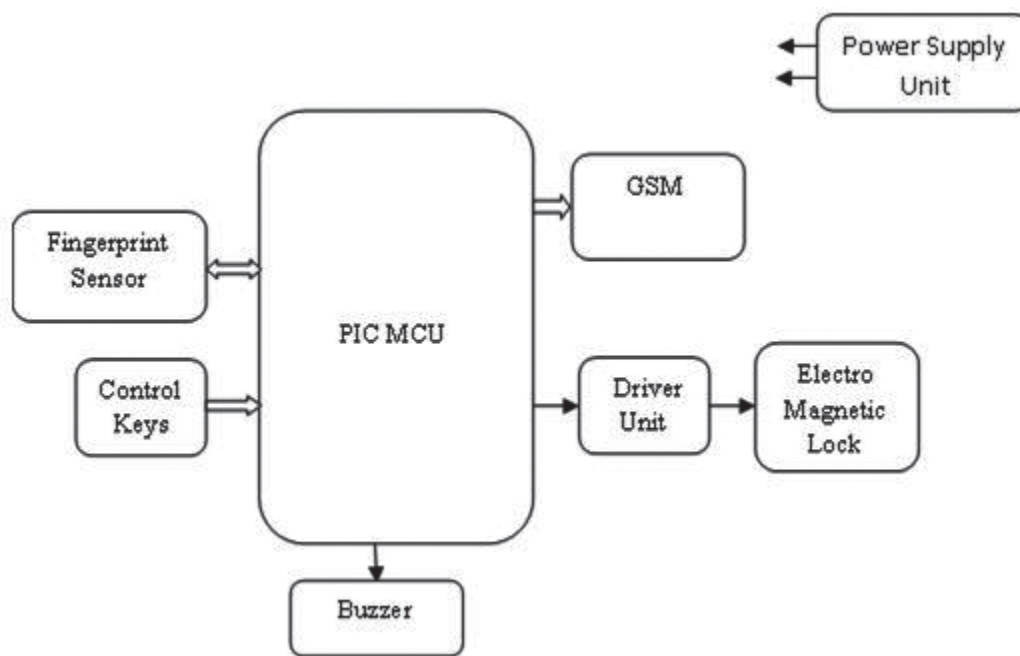 Power Supply
Unit
GSM
Fingerprint
Sensor
PIC MCU
Control
Keys
Driver
Unit
Electro
Magnetic
Lock
Buzzer